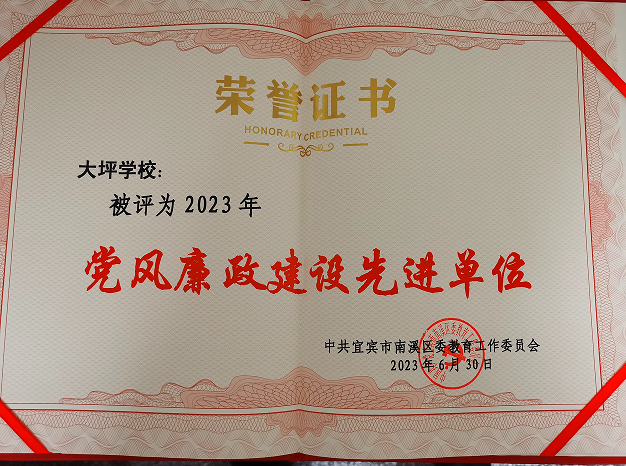 荣誉证书
HONORARY CREDENTIAL
大坪学校：
被评为 2023 年
党风廉政建设先进单位
中共宜宾市南溪区委教育工作委员会
2023 年 6 月 30 日